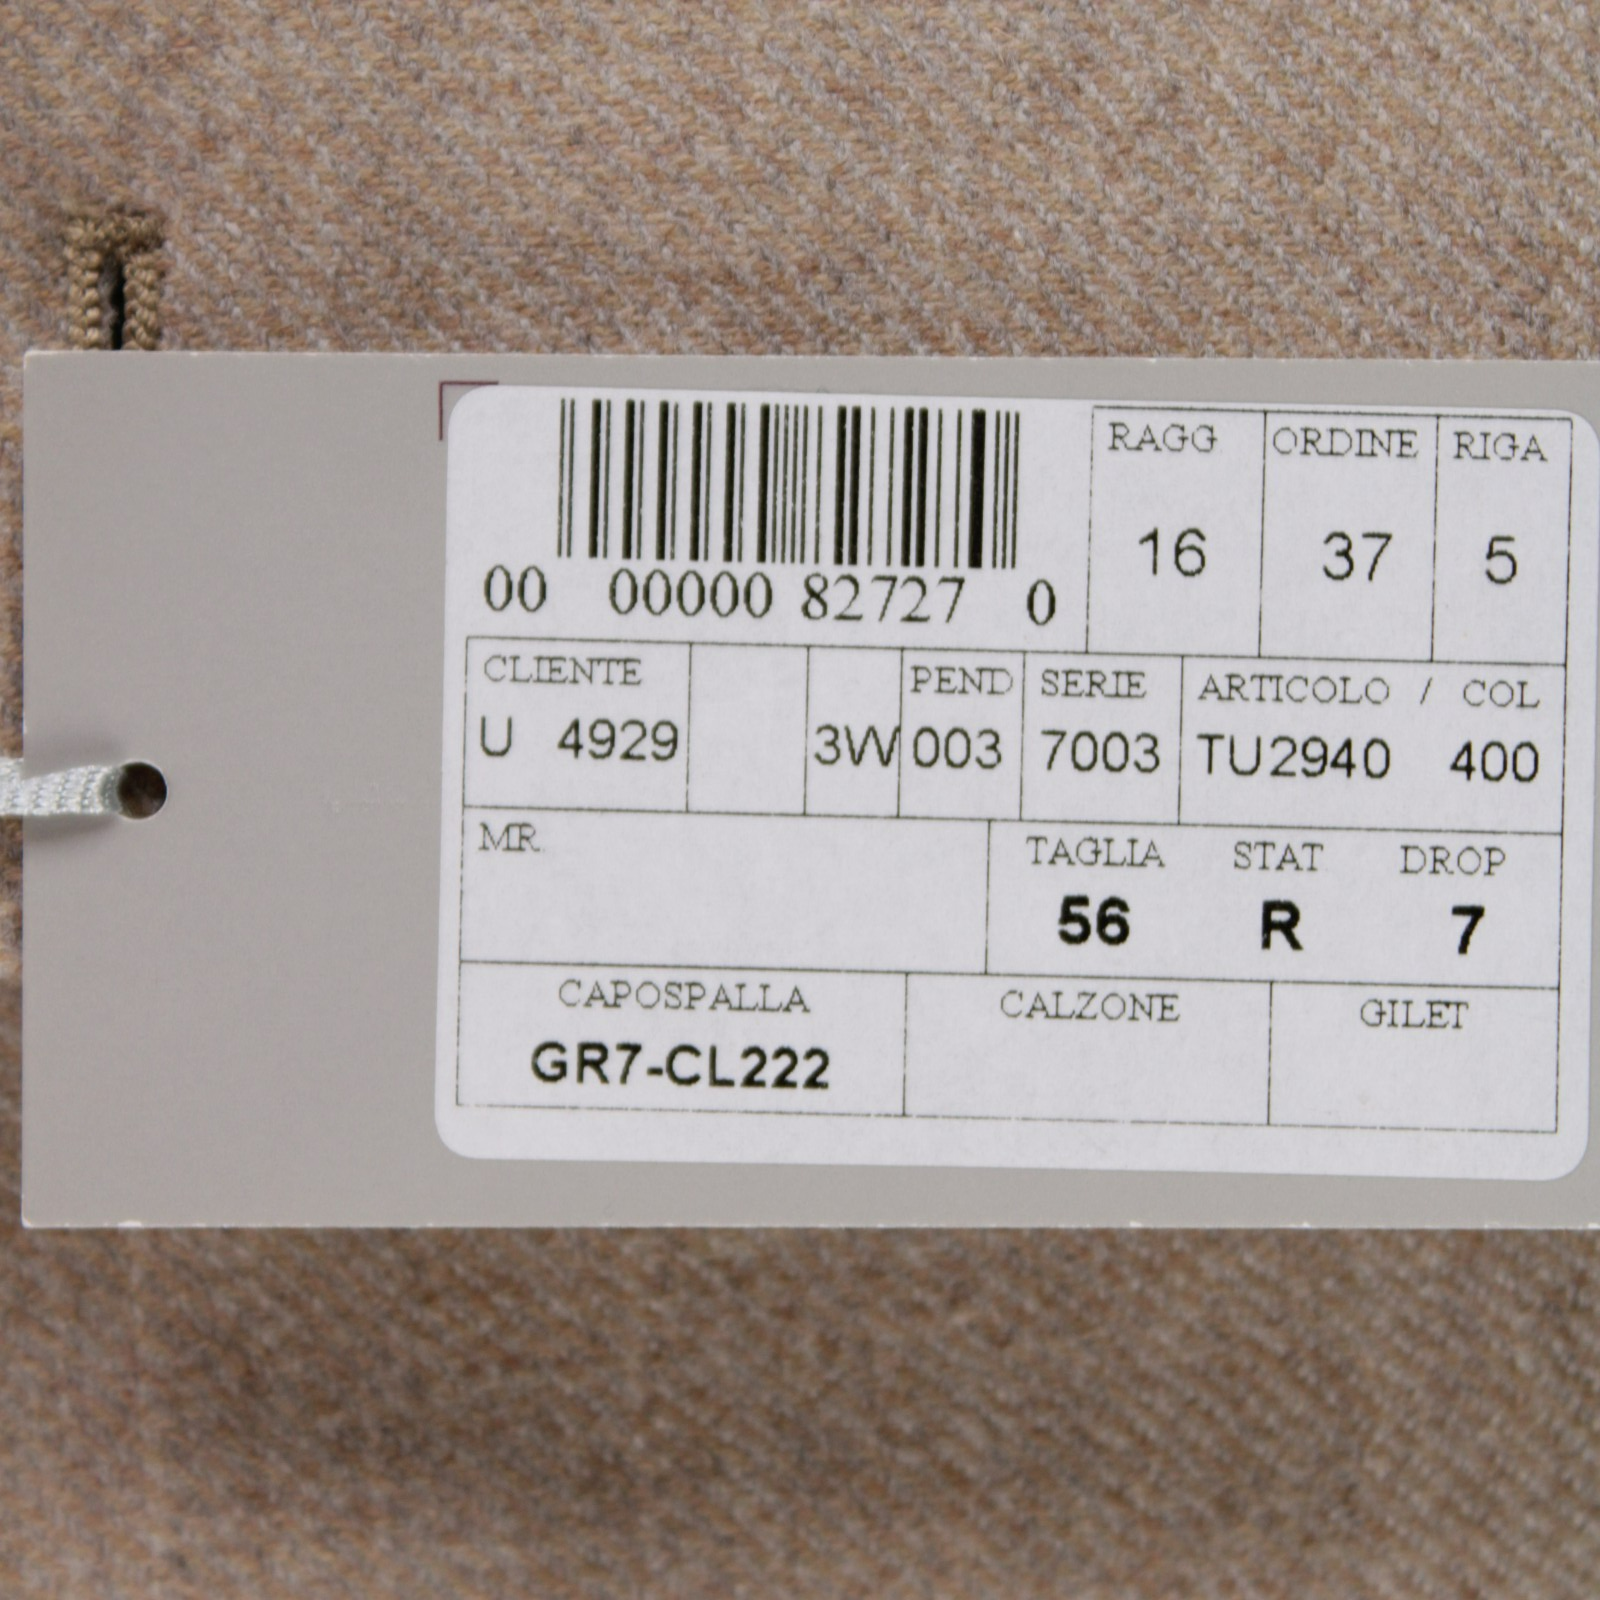 00 00000 82727 0
RAGG ORDINE RIGA
16 37 5
CLIENTE PEND SERIE ARTICOLO / COL
U 4929 3W 003 7003 TU2940 400
MR. TAGLIA STAT DROP
56 R 7
CAPOSPALLA CALZONE GILET
GR7-CL222